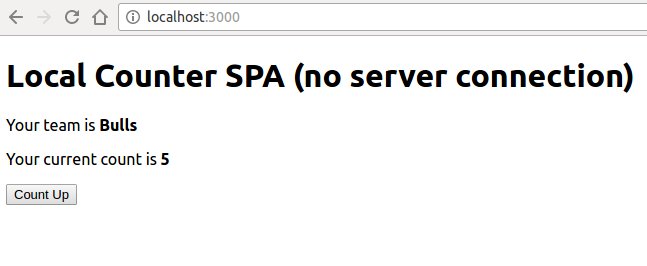 localhost:3000
Local Counter SPA (no server connection)
Your team is Bulls
Your current count is 5
Count Up